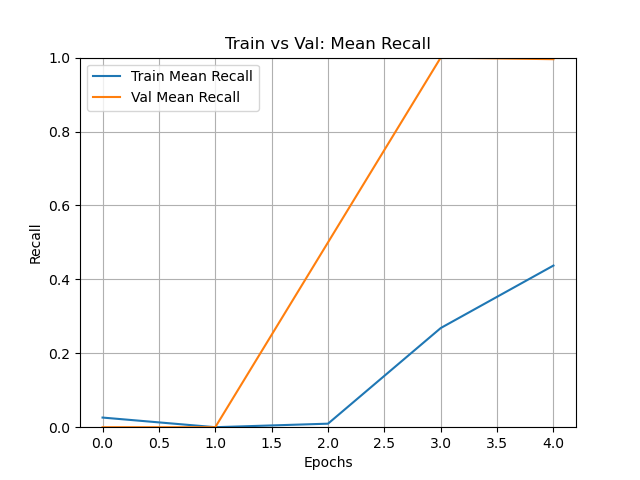 Train vs Val: Mean Recall
Train Mean Recall
Val Mean Recall
Recall
1.0
0.8
0.6
0.4
0.2
0.0
0.0 0.5 1.0 1.5 2.0 2.5 3.0 3.5 4.0
Epochs